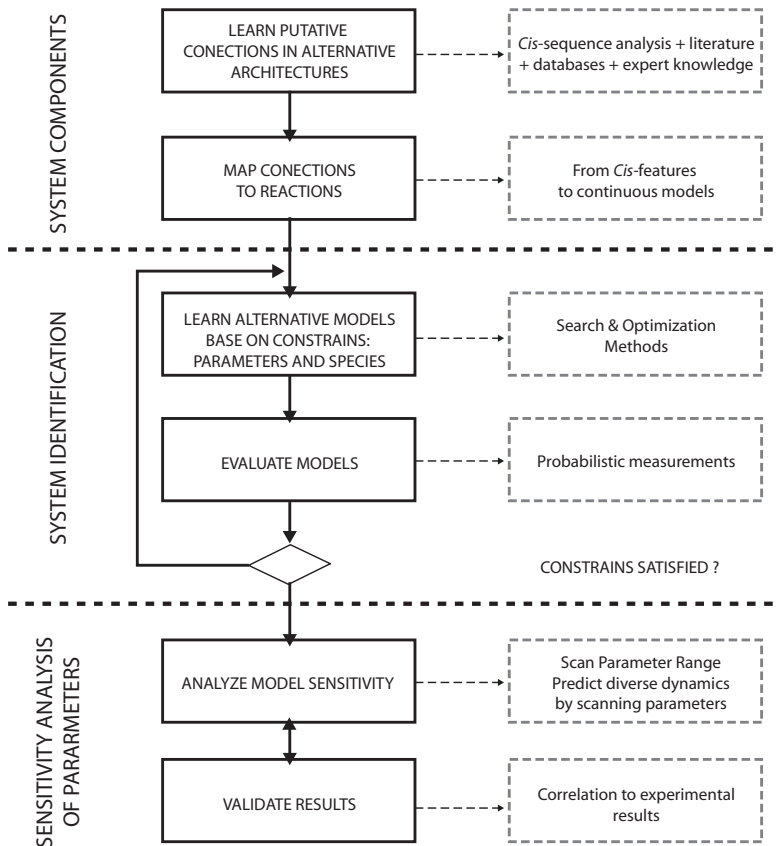 SYSTEM COMPONENTS
LEARN PUTATIVE
CONECTIONS IN ALTERNATIVE
ARCHITECTURES
Cis-sequence analysis + literature
+ databases + expert knowledge
MAP CONECTIONS
TO REACTIONS
From Cis-features
to continuous models
SYSTEM IDENTIFICATION
LEARN ALTERNATIVE MODELS
BASE ON CONSTRAINS:
PARAMETERS AND SPECIES
Search & Optimization
Methods
EVALUATE MODELS
Probabilistic measurements
CONSTRAINS SATISFIED ?
SENSITIVITY ANALYSIS
OF PARARMETERS
ANALYZE MODEL SENSITIVITY
Scan Parameter Range
Predict diverse dynamics
by scanning parameters
VALIDATE RESULTS
Correlation to experimental
results